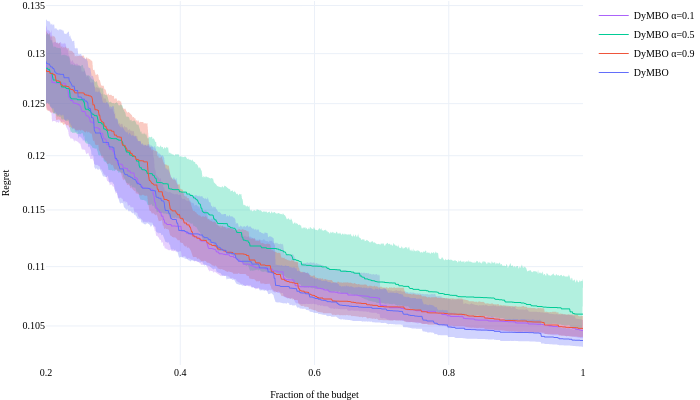 0.135
0.13
0.125
0.12
0.115
0.11
0.105
Regret
0.2
0.4
0.6
0.8
1
Fraction of the budget
DyMBO α=0.1
DyMBO α=0.5
DyMBO α=0.9
DyMBO